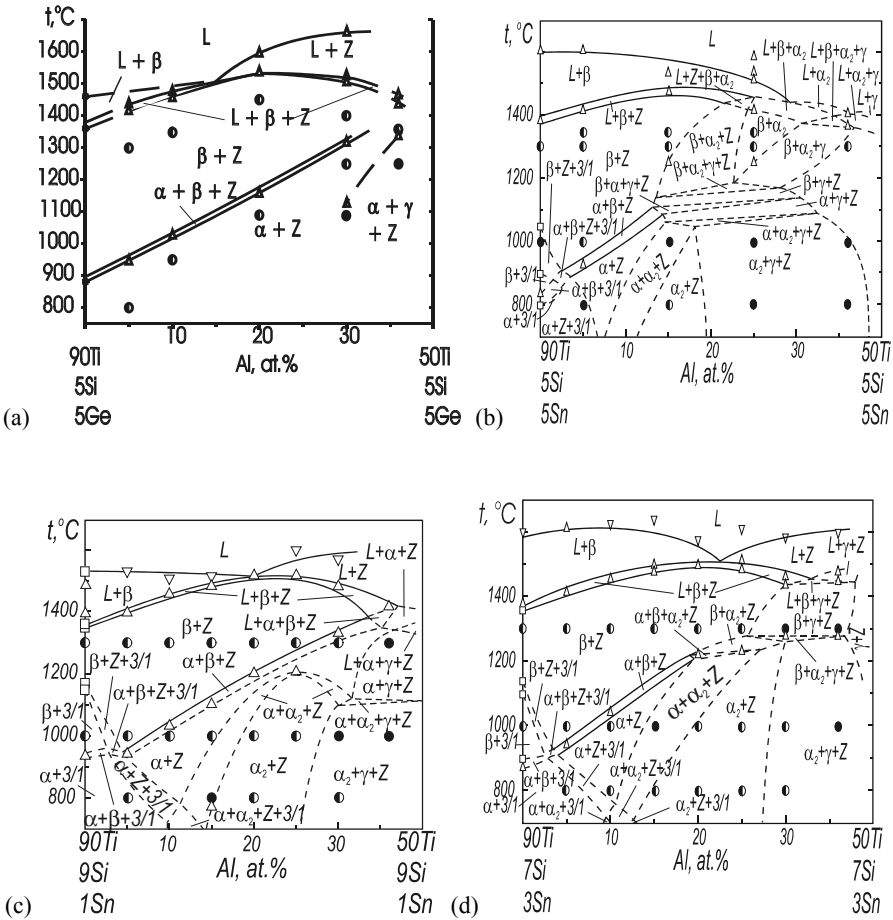 t,°C
L
1600
L + Z
L + β
1500
1400
L + β + Z
1300
β + Z
1200
α + β + Z
1100
α + Z
α + γ
+ Z
1000
900
800
90Ti
10
20
30
50Ti
Al, at.%
5Si
5Si
5Ge
5Ge
(a)
t, °C
L
L+β+α2
L+β+α2+γ
L+Z+β+α2
L+α2
L+α2+γ
L+γ
L+β
1400
L+β+Z
β+α2
β+α2+Z
β+α2+γ
β+Z
β+α2+γ+Z
β+Z+3/1
1200
β+α+γ+Z
β+γ+Z
α+β+Z
α+γ+Z
1000
α+β+Z+3/1
α+α2+γ+Z
α+Z
α2+γ+Z
β+3/1
α+β+3/1
α+α2+Z
α2+Z
800
α+3/1
α+Z+3/1
90Ti
10
20
30
50Ti
Al, at.%
5Si
5Si
5Sn
5Sn
(b)
t,°C
L
L+α+Z
L+Z
L+β
L+β+Z
1400
L+α+β+Z
β+Z
α+β+Z
L+α+γ+Z
1200
β+Z+3/1
α+γ+Z
β+3/1
α+β+Z+3/1
α+α2+Z
α+α2+γ+Z
1000
α+Z
α2+Z
α2+γ+Z
α+3/1
α+Z+3/1
800
α+β+3/1
α+α2+Z+3/1
90Ti
10
20
30
50Ti
Al, at.%
9Si
9Si
1Sn
1Sn
(c)
t, °C
L
L+β
L+Z
L+γ+Z
L+β+Z
1400
L+β+γ+Z
α+β+α2+Z
β+α2+Z
β+γ+Z
β+Z
γ+Z
1200
α+β+Z
β+α2+γ+Z
β+Z+3/1
α+α2+Z
α+β+Z+3/1
α2+Z
1000
α+Z
β+3/1
α+Z+3/1
α2+γ+Z
α+β+3/1
α+α2+Z+3/1
800
α+3/1
α+α2+3/1
α2+Z+3/1
90Ti
10
20
30
50Ti
Al, at.%
7Si
7Si
3Sn
3Sn
(d)